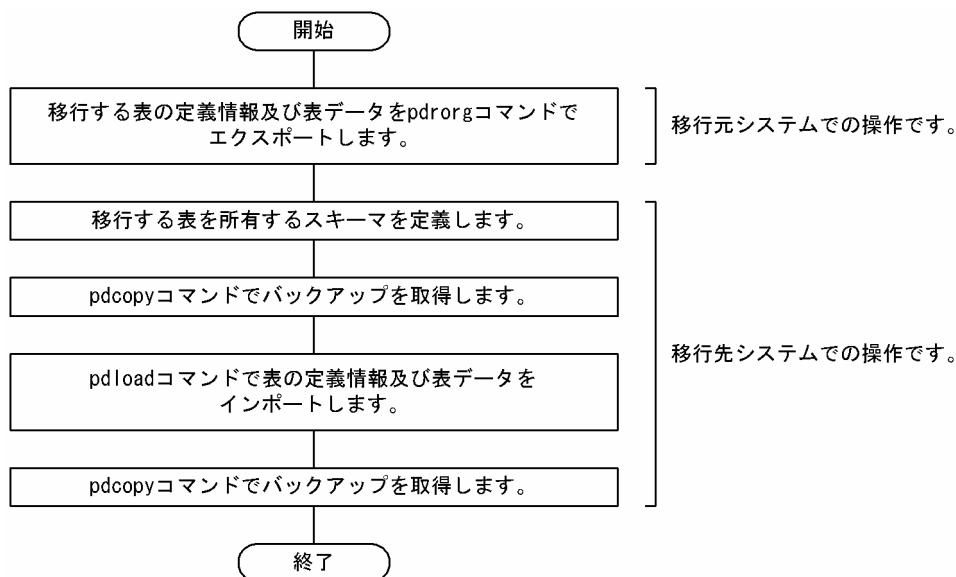 開始
移行する表の定義情報及び表データをpdrorgコマンドで
エクスポートします。
移行元システムでの操作です。
移行する表を所有するスキーマを定義します。
pdcopyコマンドでバックアップを取得します。
移行先システムでの操作です。
pdloadコマンドで表の定義情報及び表データを
インポートします。
pdcopyコマンドでバックアップを取得します。
終了